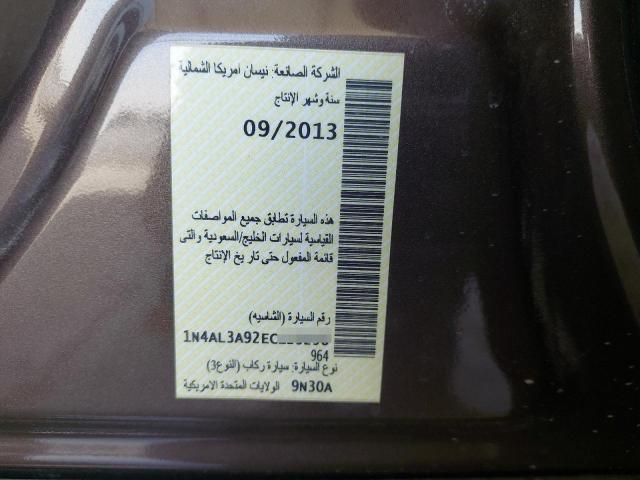 الشركة الصانعة: نيسان امريكا الشمالية
سنة وشهر الإنتاج
09/2013
هذه السيارة تطابق جميع المواصفات
القياسية لسيارات الخليج/السعودية والتى
قائمة المفعول حتى تاريخ الإنتاج
رقم السيارة (الشاسيه)
1N4AL3A92EC
964
نوع السيارة: سيارة ركاب (النوع3)
9N30A الولايات المتحدة الامريكية